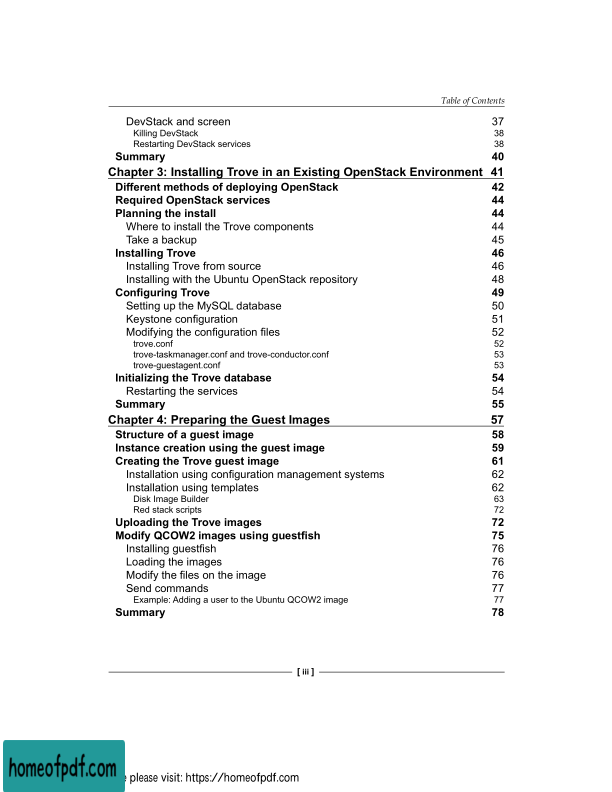 Table of Contents
DevStack and screen 37
Killing DevStack 38
Restarting DevStack services 38
Summary 40
Chapter 3: Installing Trove in an Existing OpenStack Environment 41
Different methods of deploying OpenStack 42
Required OpenStack services 44
Planning the install 44
Where to install the Trove components 44
Take a backup 45
Installing Trove 46
Installing Trove from source 46
Installing with the Ubuntu OpenStack repository 48
Configuring Trove 49
Setting up the MySQL database 50
Keystone configuration 51
Modifying the configuration files 52
trove.conf 52
trove-taskmanager.conf and trove-conductor.conf 53
trove-guestagent.conf 53
Initializing the Trove database 54
Restarting the services 54
Summary 55
Chapter 4: Preparing the Guest Images 57
Structure of a guest image 58
Instance creation using the guest image 59
Creating the Trove guest image 61
Installation using configuration management systems 62
Installation using templates 62
Disk Image Builder 63
Red stack scripts 72
Uploading the Trove images 72
Modify QCOW2 images using guestfish 75
Installing guestfish 76
Loading the images 76
Modify the files on the image 76
Send commands 77
Example: Adding a user to the Ubuntu QCOW2 image 77
Summary 78
[ iii ]
homeofpdf.com
please visit: https://homeofpdf.com